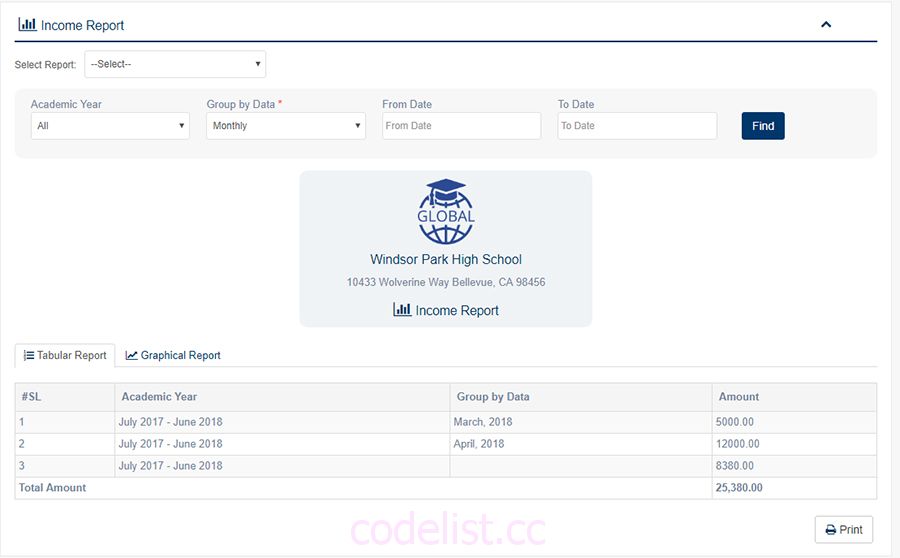 Income Report
Select Report: --Select--
Academic Year Group by Data * From Date To Date
All Monthly From Date To Date Find
GLOBAL
Windsor Park High School
10433 Wolverine Way Bellevue, CA 98456
Income Report
Tabular Report Graphical Report
#SL Academic Year Group by Data Amount
1 July 2017 - June 2018 March, 2018 5000.00
2 July 2017 - June 2018 April, 2018 12000.00
3 July 2017 - June 2018 8380.00
Total Amount 25,380.00
codelist.cc
Print